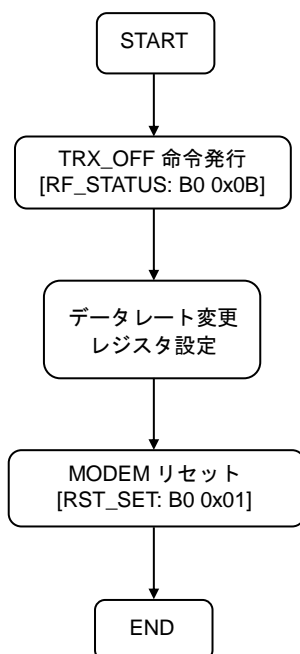 START
TRX_OFF 命令発行
[RF_STATUS: B0 0x0B]
データレート変更
レジスタ設定
MODEM リセット
[RST_SET: B0 0x01]
END